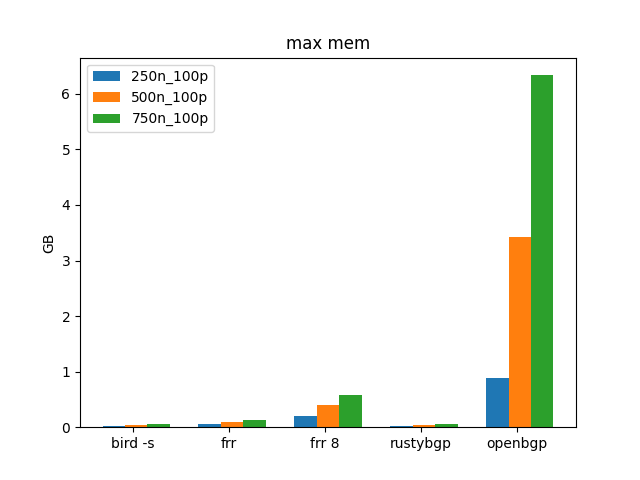 max mem
250n_100p
500n_100p
750n_100p
GB
6
5
4
3
2
1
0
bird -s frr frr 8 rustybgp openbgp